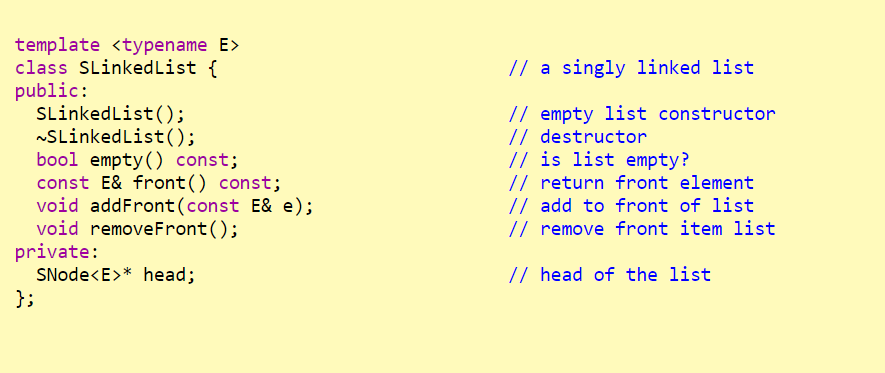 template <typename E>
class SLinkedList { // a singly linked list
public:
SLinkedList(); // empty list constructor
~SLinkedList(); // destructor
bool empty() const; // is list empty?
const E& front() const; // return front element
void addFront(const E& e); // add to front of list
void removeFront(); // remove front item list
private:
SNode<E>* head; // head of the list
};